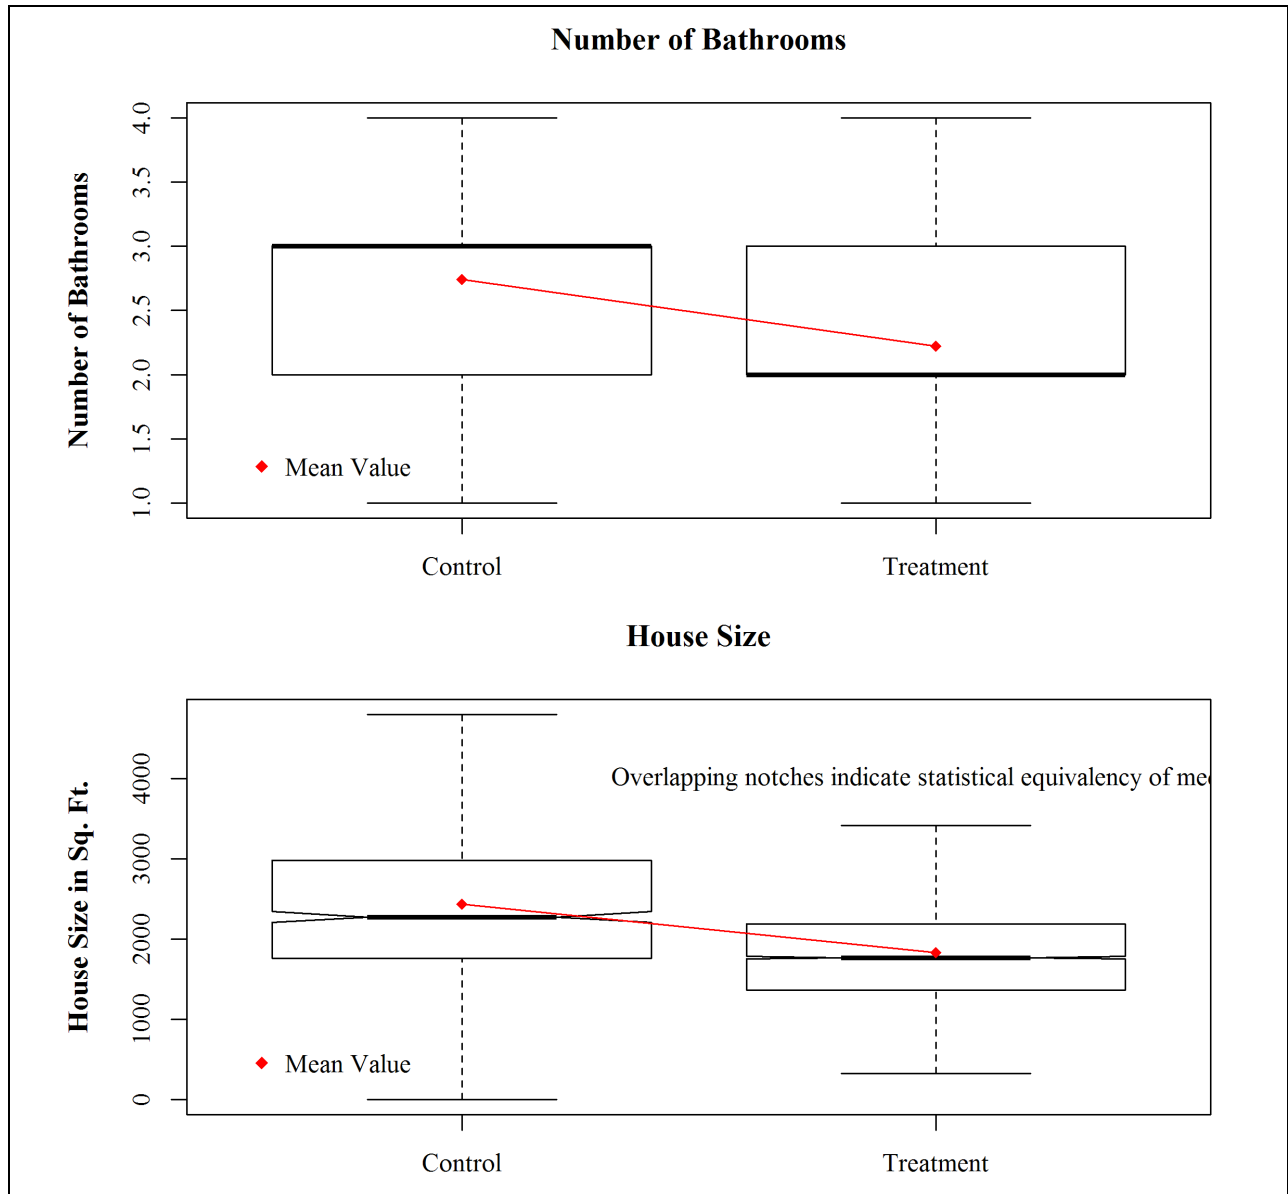 Number of Bathrooms
Number of Bathrooms
4.0
3.5
3.0
2.5
2.0
1.5
1.0
Mean Value
Control Treatment
House Size
House Size in Sq. Ft.
4000
3000
2000
1000
0
Overlapping notches indicate statistical equivalency of
Mean Value
Control Treatment